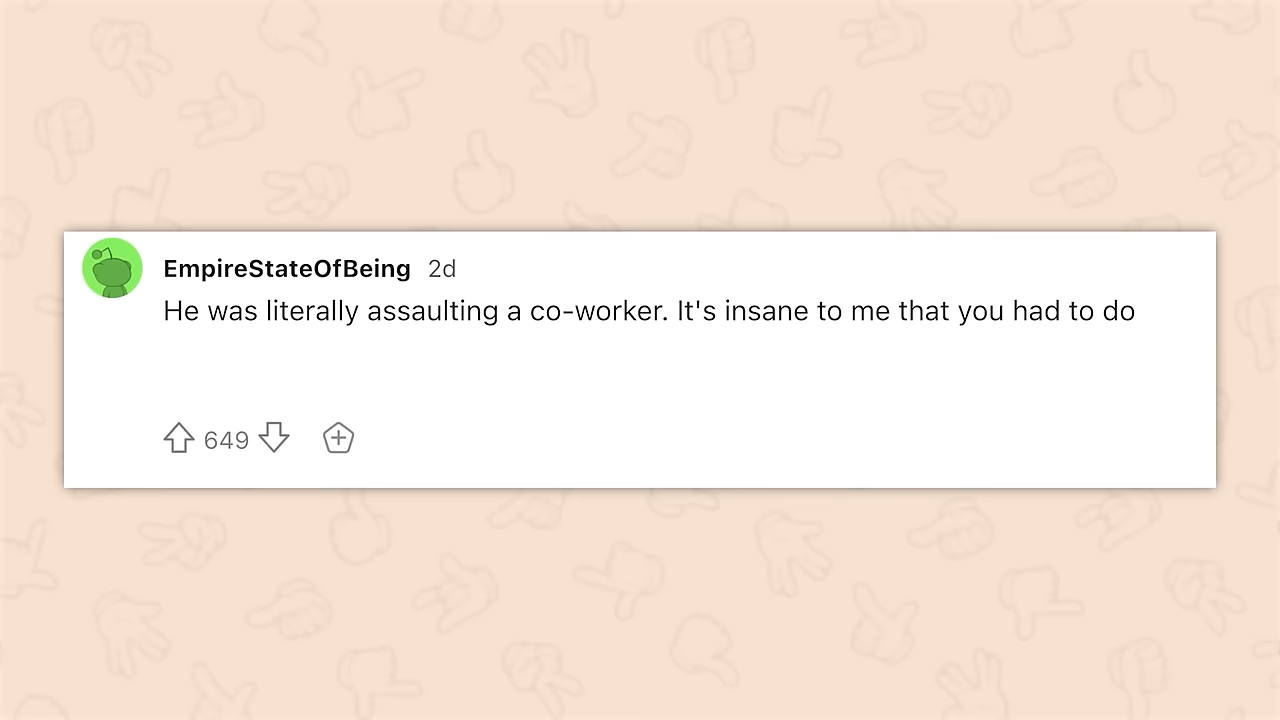 EmpireStateOfBeing 2d
He was literally assaulting a co-worker. It's insane to me that you had to do
649